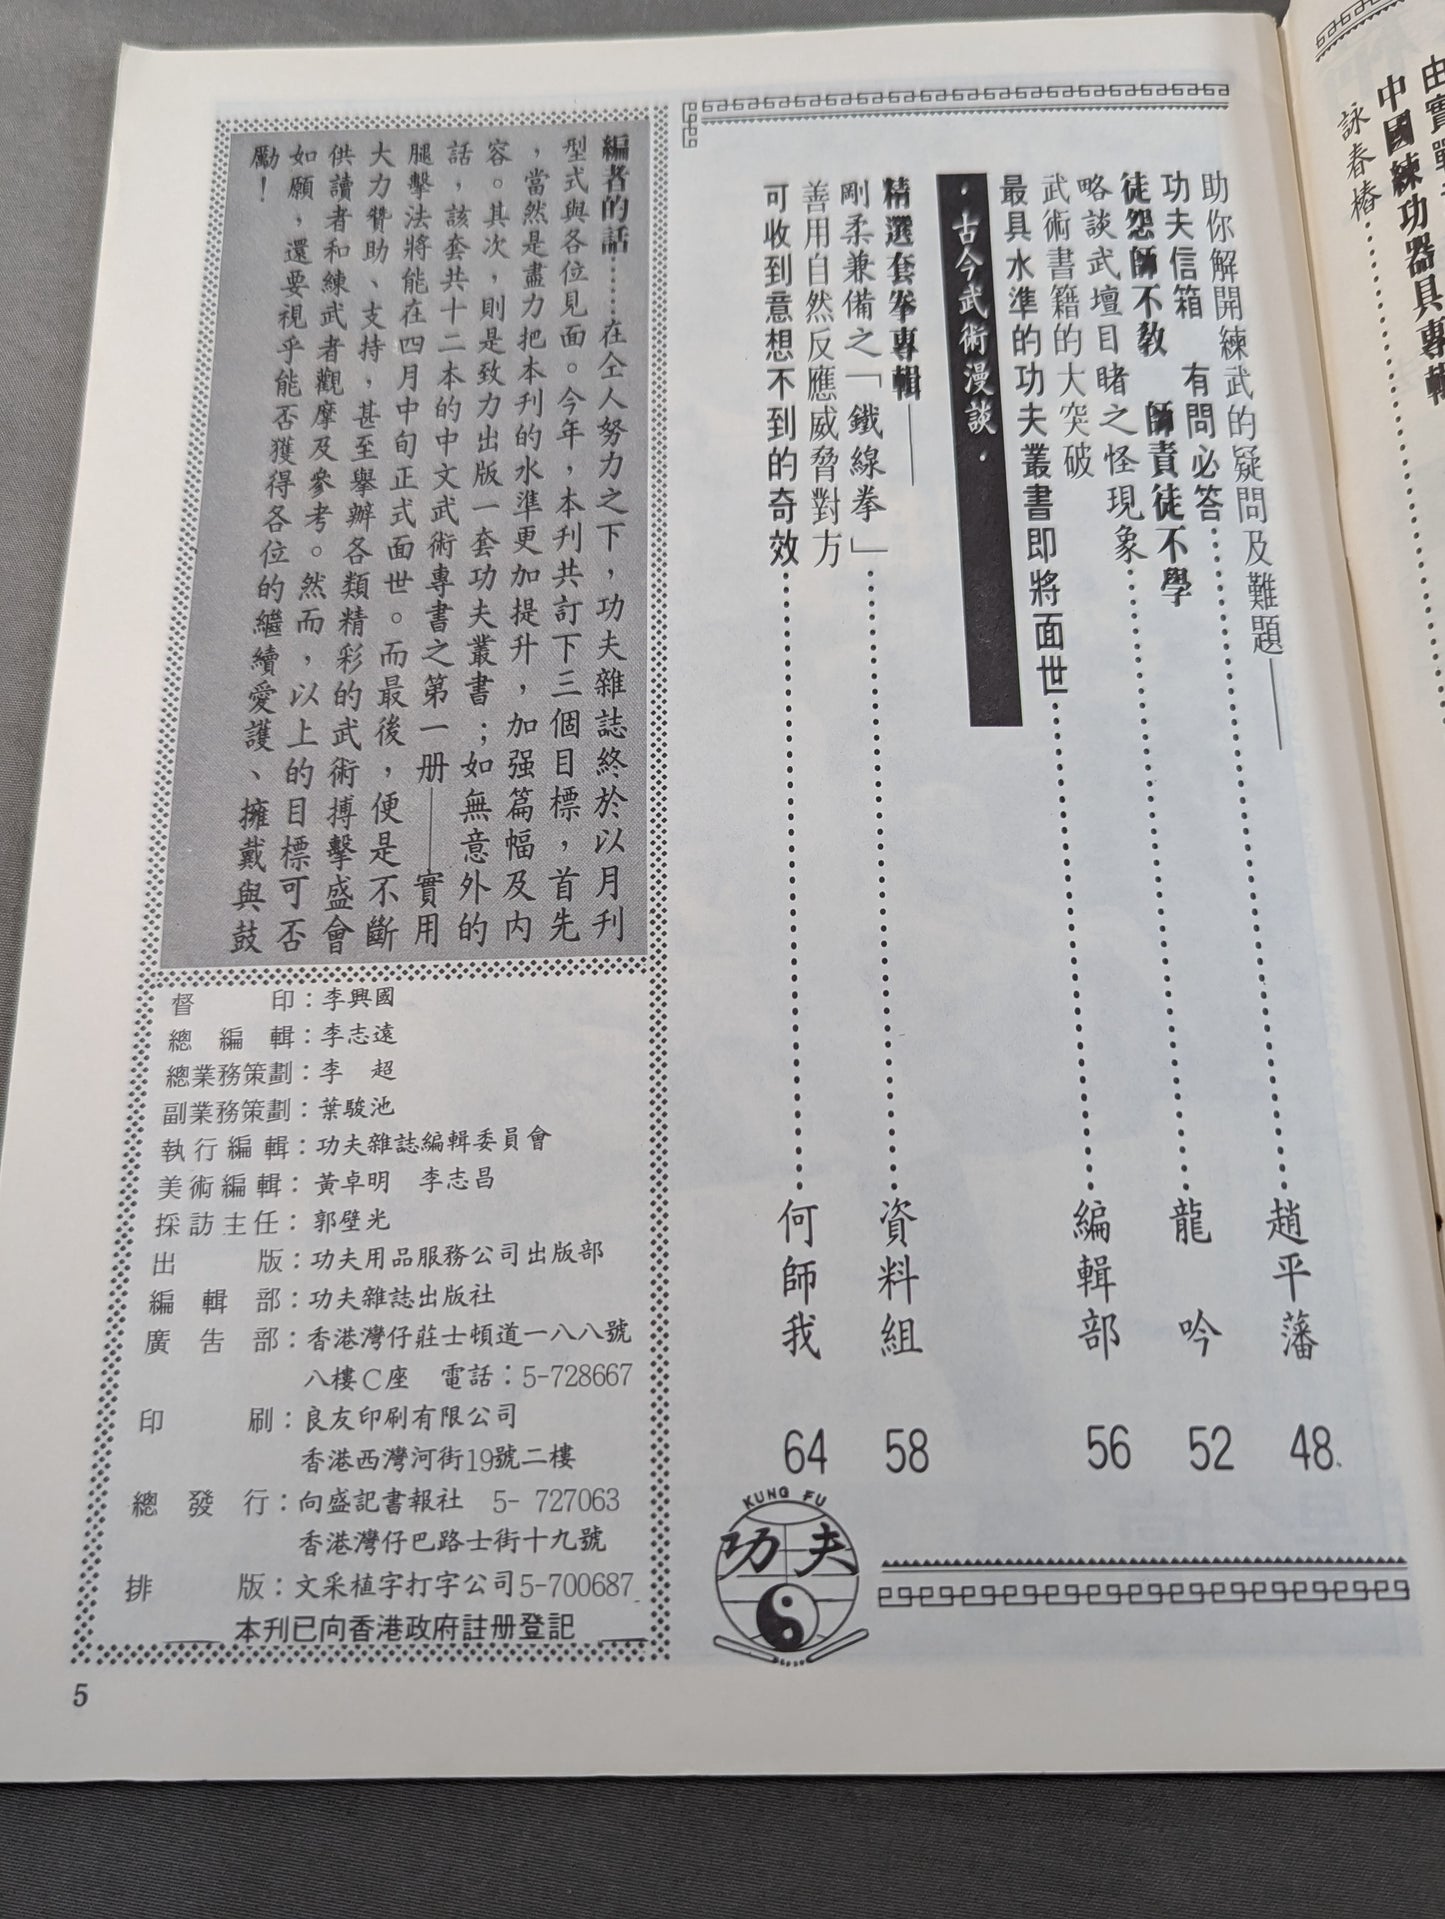 由實戰
中國練功器具專輯
詠春樁
助你解開練武的疑問及難題——
功夫信箱 有問必答 趙平藩 48
徒怨師不教 師責徒不學
略談武壇目睹之怪現象 龍吟 52
武術書籍的大突破
最具水準的功夫叢書即將面世 編輯部 56
·古今武術漫談·
精選套拳專輯——
剛柔兼備之「鐵線拳」 資料組 58
善用自然反應威脅對方
可收到意想不到的奇效 何師我 64
編者的話……在仝人努力之下，功夫雜誌終於以月刊
型式與各位見面。今年，本刊共訂下三個目標，首先
，當然是盡力把本刊的水準更加提升，加强篇幅及内
容。其次，則是致力出版一套功夫叢書；如無意外的
話，該套共十二本的中文武術專書之第一册——實用
腿擊法將能在四月中旬正式面世。而最後，便是不斷
大力贊助、支持，甚至舉辦各類精彩的武術搏擊盛會
供讀者和練武者觀摩及參考。然而，以上的目標可否
如願，還要視乎能否獲得各位的繼續愛護、擁戴與鼓
勵！
督印：李興國
總編輯：李志遠
總業務策劃：李 超
副業務策劃：葉駿池
執行編輯：功夫雜誌編輯委員會
美術編輯：黃卓明 李志昌
採訪主任：郭壁光
出版：功夫用品服務公司出版部
編輯部：功夫雜誌出版社
廣告部：香港灣仔莊士頓道一八八號
八樓C座 電話：5-728667
印刷：良友印刷有限公司
香港西灣河街19號二樓
總發行：向盛記書報社 5-727063
香港灣仔巴路士街十九號
排版：文采植字打字公司5-700687
本刊已向香港政府註册登記
KUNG FU
功夫
5